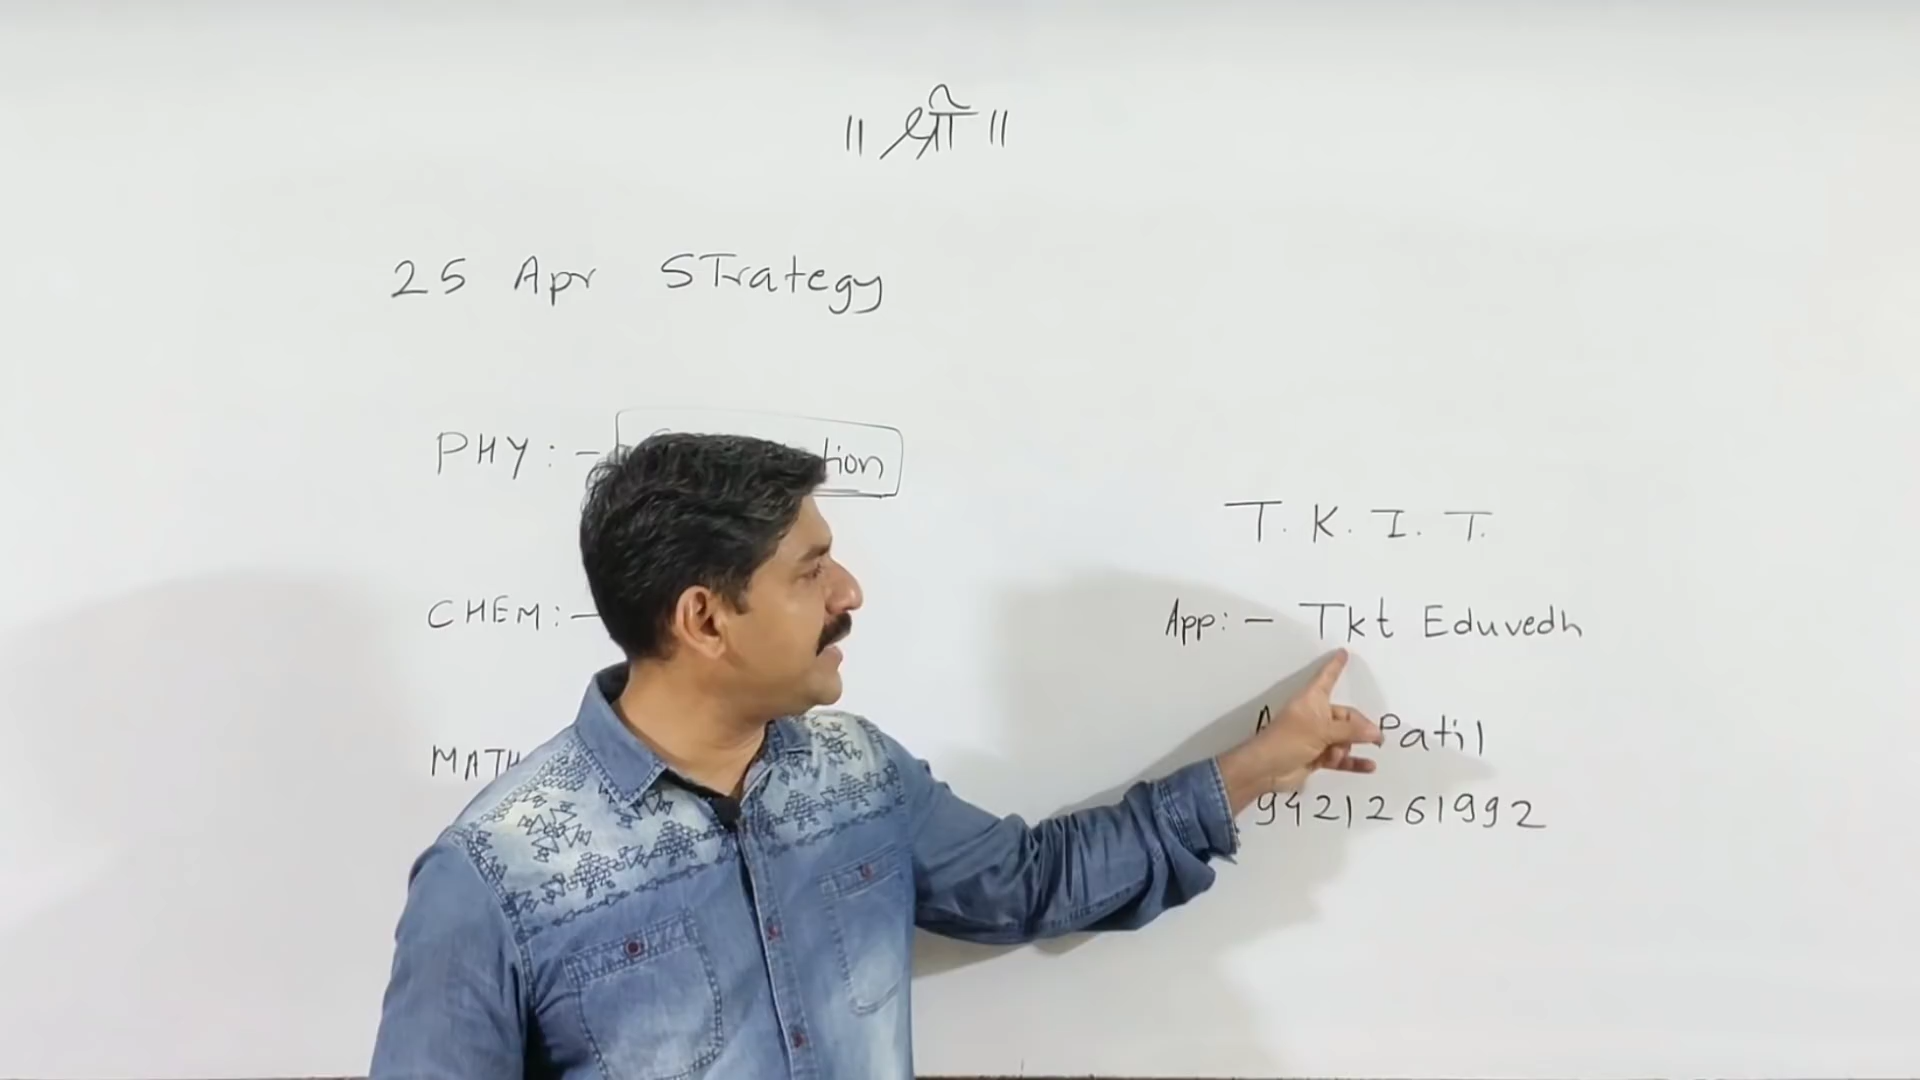 ॥ श्री ॥
25 Apr STrategy
PHY : -
CHEM : -
MATH
T. K. I. T.
App : - Tkt Eduvedh
Patil
9421261992